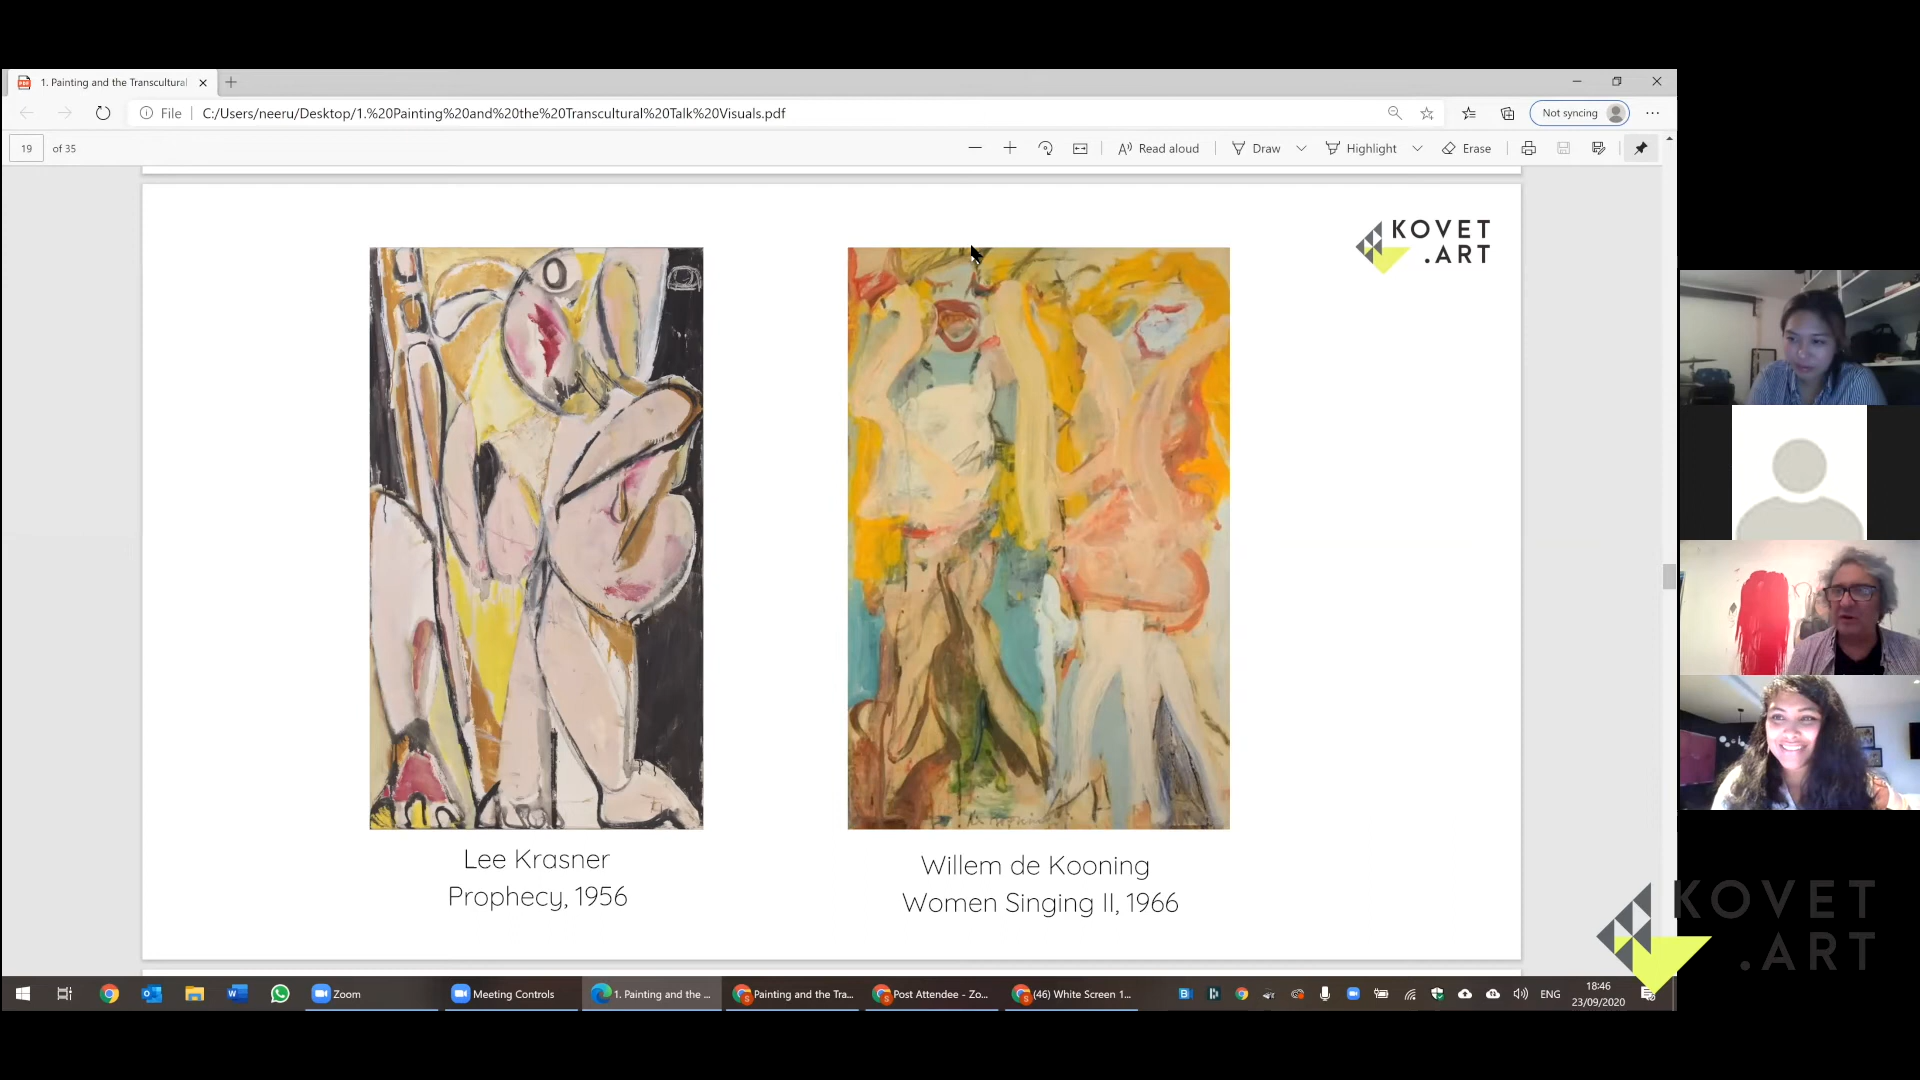 1. Painting and the Transcultural
File
C:/Users/neeru/Desktop/1.%20Painting%20and%20the%20Transcultural%20Talk%20Visuals.pdf
Not syncing
19 of 35
Read aloud
Draw
Highlight
Erase
KOVET
.ART
Lee Krasner
Prophecy, 1956
Willem de Kooning
Women Singing II, 1966
KOVET
.ART
Zoom
Meeting Controls
1. Painting and the ...
Painting and the Tra...
Post Attendee - Zo...
(46) White Screen 1...
ENG
18:46
23/09/2020